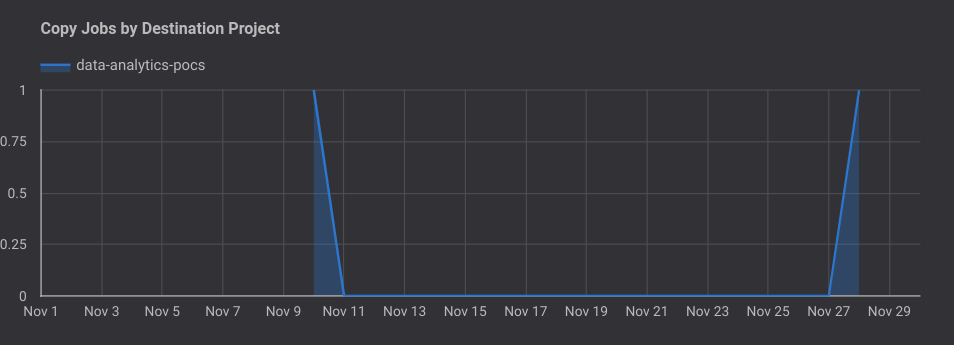 Copy Jobs by Destination Project
data-analytics-pocs
1
0.75
0.5
0.25
0
Nov 1 Nov 3 Nov 5 Nov 7 Nov 9 Nov 11 Nov 13 Nov 15 Nov 17 Nov 19 Nov 21 Nov 23 Nov 25 Nov 27 Nov 29